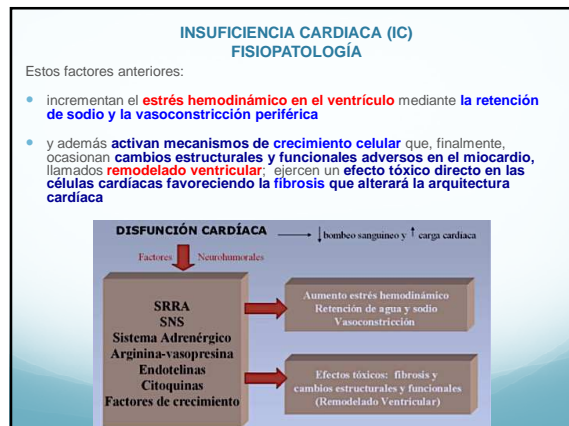 INSUFICIENCIA CARDIACA (IC)
FISIOPATOLOGÍA
Estos factores anteriores:
• incrementan el estrés hemodinámico en el ventrículo mediante la retención
de sodio y la vasoconstricción periférica
• y además activan mecanismos de crecimiento celular que, finalmente,
ocasionan cambios estructurales y funcionales adversos en el miocardio,
llamados remodelado ventricular; ejercen un efecto tóxico directo en las
células cardíacas favoreciendo la fibrosis que alterará la arquitectura
cardíaca
DISFUNCIÓN CARDÍACA → ↓ bombeo sanguíneo y ↑ carga cardiaca
Factores Neurohumorales
SRRA
SNS
Sistema Adrenérgico
Arginina-vasopresina
Endotelinas
Citoquinas
Factores de crecimiento
Aumento estrés hemodinámico
Retención de agua y sodio
Vasoconstricción
Efectos tóxicos: fibrosis y
cambios estructurales y funcionales
(Remodelado Ventricular)